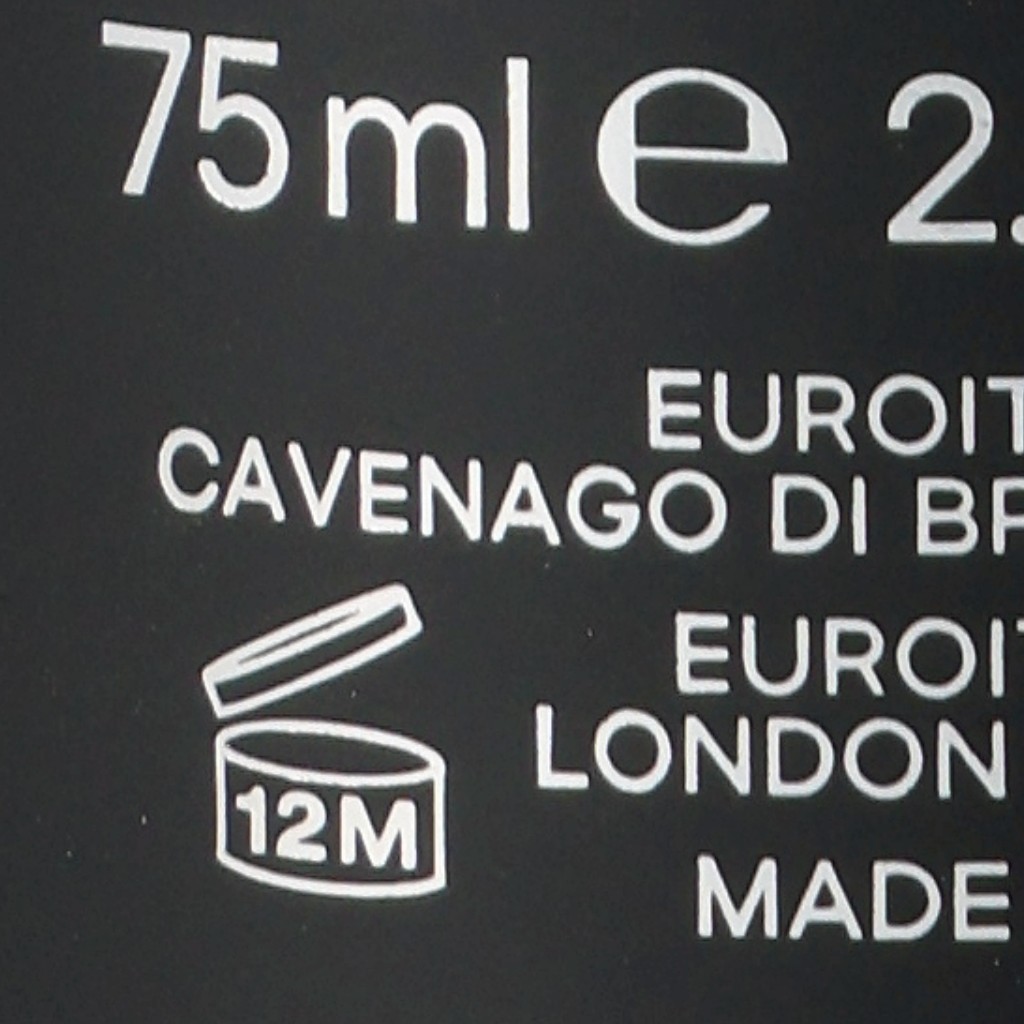 75ml e 2.
EUROIT
CAVENAGO DI BR
EUROIT
LONDON
12M
MADE